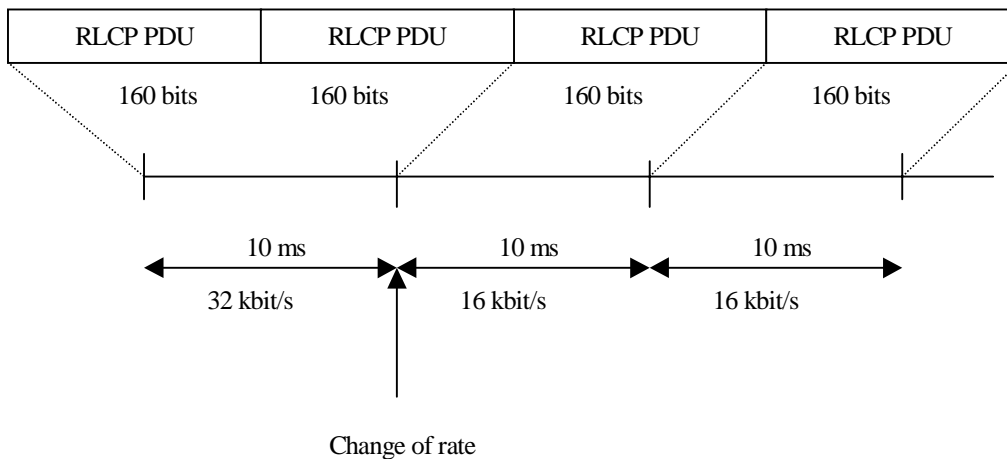 RLCP PDU RLCP PDU RLCP PDU RLCP PDU
160 bits 160 bits 160 bits 160 bits
10 ms 10 ms 10 ms
32 kbit/s 16 kbit/s 16 kbit/s
Change of rate